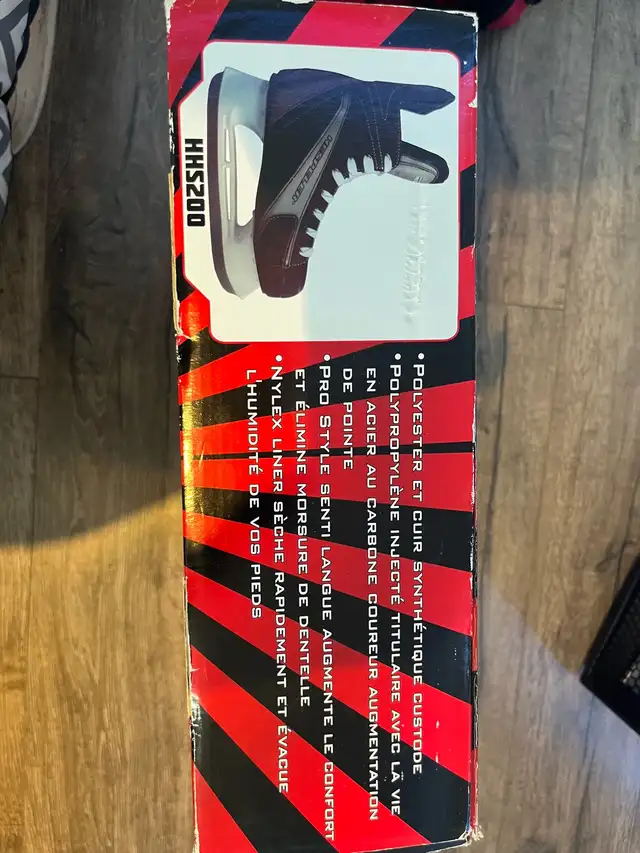 HHS200
• POLYESTER ET CUIR SYNTHÉTIQUE CUSTODE
• POLYPROPYLÈNE INJECTÉ TITULAIRE AVEC LA VIE
EN ACIER AU CARBONE COUREUR AUGMENTATION
DE POINTE
• PRO STYLE SENTI LANGUE AUGMENTE LE CONFORT
ET ÉLIMINE MORSURE DE DENTELLE
• NYLEX LINER SÈCHE RAPIDEMENT ET ÉVACUE
L'HUMIDITÉ DE VOS PIEDS